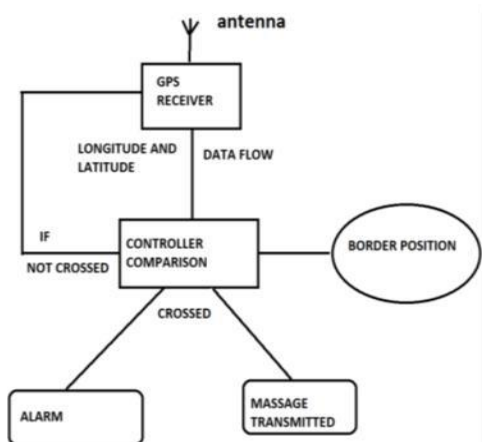 antenna
GPS
RECEIVER
LONGITUDE AND
LATITUDE
DATA FLOW
IF
NOT CROSSED
CONTROLLER
COMPARISON
BORDER POSITION
CROSSED
ALARM
MASSAGE
TRANSMITTED